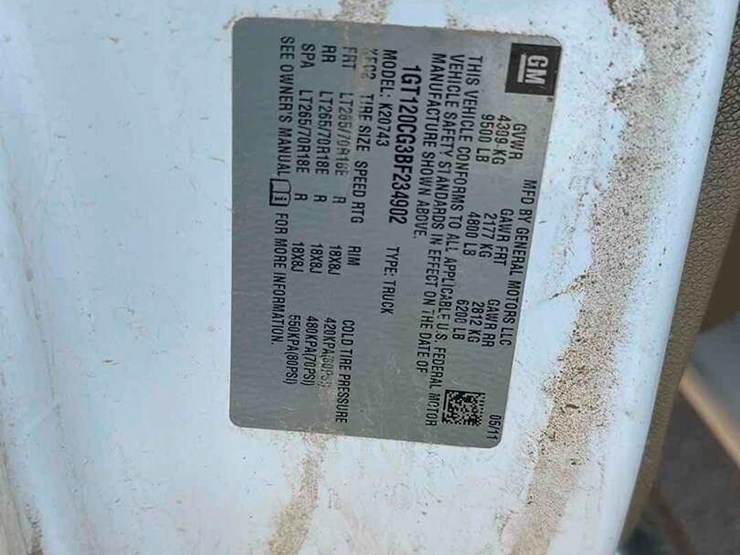 GM
MFD BY GENERAL MOTORS LLC 05/11
GVWR GAWR FRT GAWR RR
4309 KG 2177 KG 2812 KG
9500 LB 4800 LB 6200 LB
THIS VEHICLE CONFORMS TO ALL APPLICABLE U.S. FEDERAL MOTOR
VEHICLE SAFETY STANDARDS IN EFFECT ON THE DATE OF
MANUFACTURE SHOWN ABOVE.
1GT120CG3BF234902 TYPE: TRUCK
MODEL: K20743
TIRE SIZE SPEED RTG RIM COLD TIRE PRESSURE
FRT LT265/70R18E R 18X8J 420KPA(60PSI)
RR LT265/70R18E R 18X8J 480KPA(70PSI)
SPA LT265/70R18E R 18X8J 550KPA(80PSI)
SEE OWNER'S MANUAL FOR MORE INFORMATION.